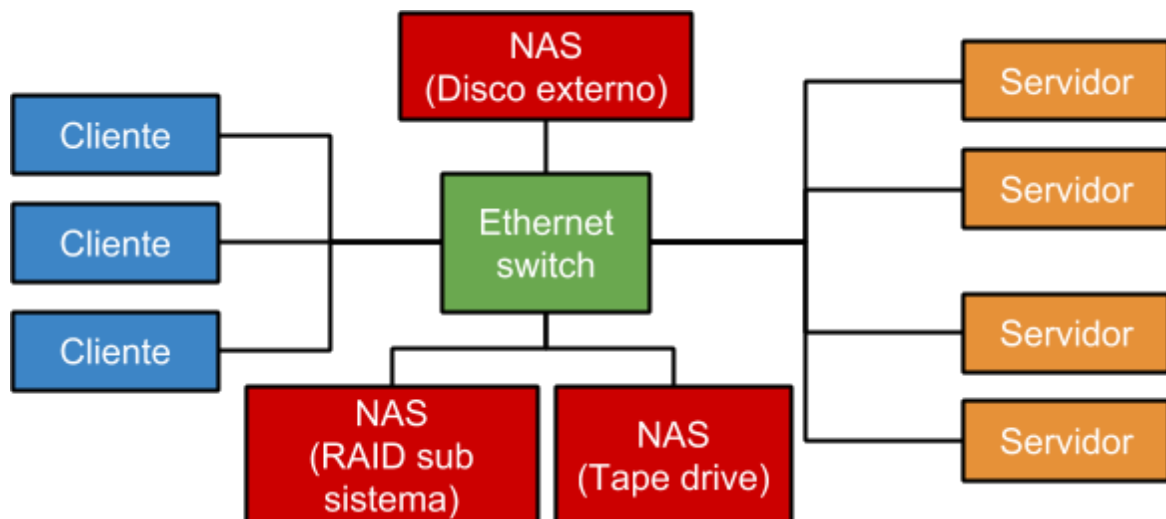 NAS
(Disco externo)
Cliente
Cliente
Cliente
Ethernet
switch
Servidor
Servidor
Servidor
Servidor
NAS
(RAID sub
sistema)
NAS
(Tape drive)